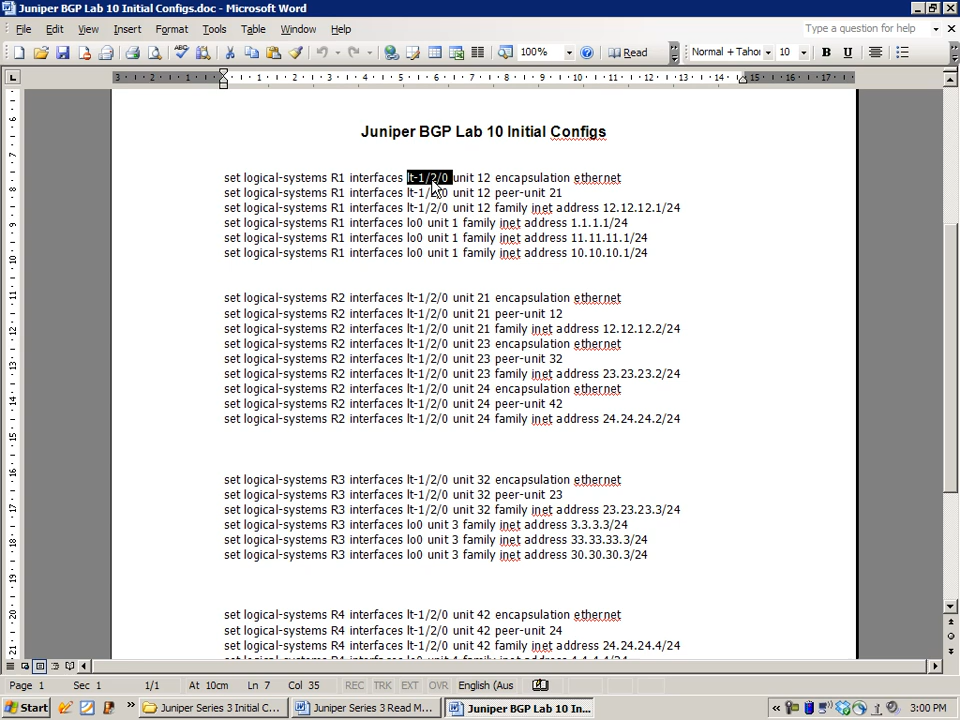 Juniper BGP Lab 10 Initial Configs.doc - Microsoft Word
File Edit View Insert Format Tools Table Window Help Type a question for help
100% Read Normal + Tahor 10 B U
3 2 1 1 2 3 4 5 6 7 8 9 10 11 12 13 14 15 16 17
Juniper BGP Lab 10 Initial Configs
set logical-systems R1 interfaces lt-1/2/0 unit 12 encapsulation ethernet
set logical-systems R1 interfaces lt-1/2/0 unit 12 peer-unit 21
set logical-systems R1 interfaces lt-1/2/0 unit 12 family inet address 12.12.12.1/24
set logical-systems R1 interfaces lo0 unit 1 family inet address 1.1.1.1/24
set logical-systems R1 interfaces lo0 unit 1 family inet address 11.11.11.1/24
set logical-systems R1 interfaces lo0 unit 1 family inet address 10.10.10.1/24
set logical-systems R2 interfaces lt-1/2/0 unit 21 encapsulation ethernet
set logical-systems R2 interfaces lt-1/2/0 unit 21 peer-unit 12
set logical-systems R2 interfaces lt-1/2/0 unit 21 family inet address 12.12.12.2/24
set logical-systems R2 interfaces lt-1/2/0 unit 23 encapsulation ethernet
set logical-systems R2 interfaces lt-1/2/0 unit 23 peer-unit 32
set logical-systems R2 interfaces lt-1/2/0 unit 23 family inet address 23.23.23.2/24
set logical-systems R2 interfaces lt-1/2/0 unit 24 encapsulation ethernet
set logical-systems R2 interfaces lt-1/2/0 unit 24 peer-unit 42
set logical-systems R2 interfaces lt-1/2/0 unit 24 family inet address 24.24.24.2/24
set logical-systems R3 interfaces lt-1/2/0 unit 32 encapsulation ethernet
set logical-systems R3 interfaces lt-1/2/0 unit 32 peer-unit 23
set logical-systems R3 interfaces lt-1/2/0 unit 32 family inet address 23.23.23.3/24
set logical-systems R3 interfaces lo0 unit 3 family inet address 3.3.3.3/24
set logical-systems R3 interfaces lo0 unit 3 family inet address 33.33.33.3/24
set logical-systems R3 interfaces lo0 unit 3 family inet address 30.30.30.3/24
set logical-systems R4 interfaces lt-1/2/0 unit 42 encapsulation ethernet
set logical-systems R4 interfaces lt-1/2/0 unit 42 peer-unit 24
set logical-systems R4 interfaces lt-1/2/0 unit 42 family inet address 24.24.24.4/24
Page 1 Sec 1 1/1 At 10cm Ln 7 Col 35 REC TRK EXT OVR English (Aus
Start Juniper Series 3 Initial C... Juniper Series 3 Read M... Juniper BGP Lab 10 In... 3:00 PM